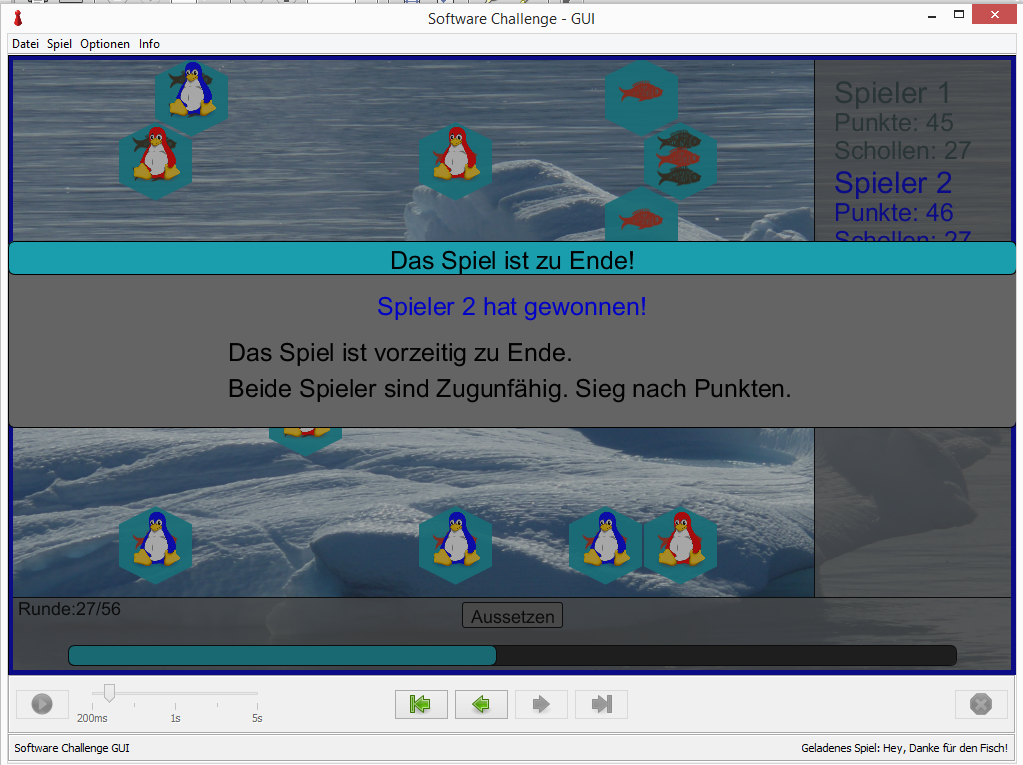 Software Challenge - GUI
Datei Spiel Optionen Info
Spieler 1
Punkte: 45
Schollen: 27
Spieler 2
Punkte: 46
Schollen: 27
Das Spiel ist zu Ende!
Spieler 2 hat gewonnen!
Das Spiel ist vorzeitig zu Ende.
Beide Spieler sind Zugunfähig. Sieg nach Punkten.
Runde:27/56
Aussetzen
200ms 1s 5s
Software Challenge GUI
Geladenes Spiel: Hey, Danke für den Fisch!